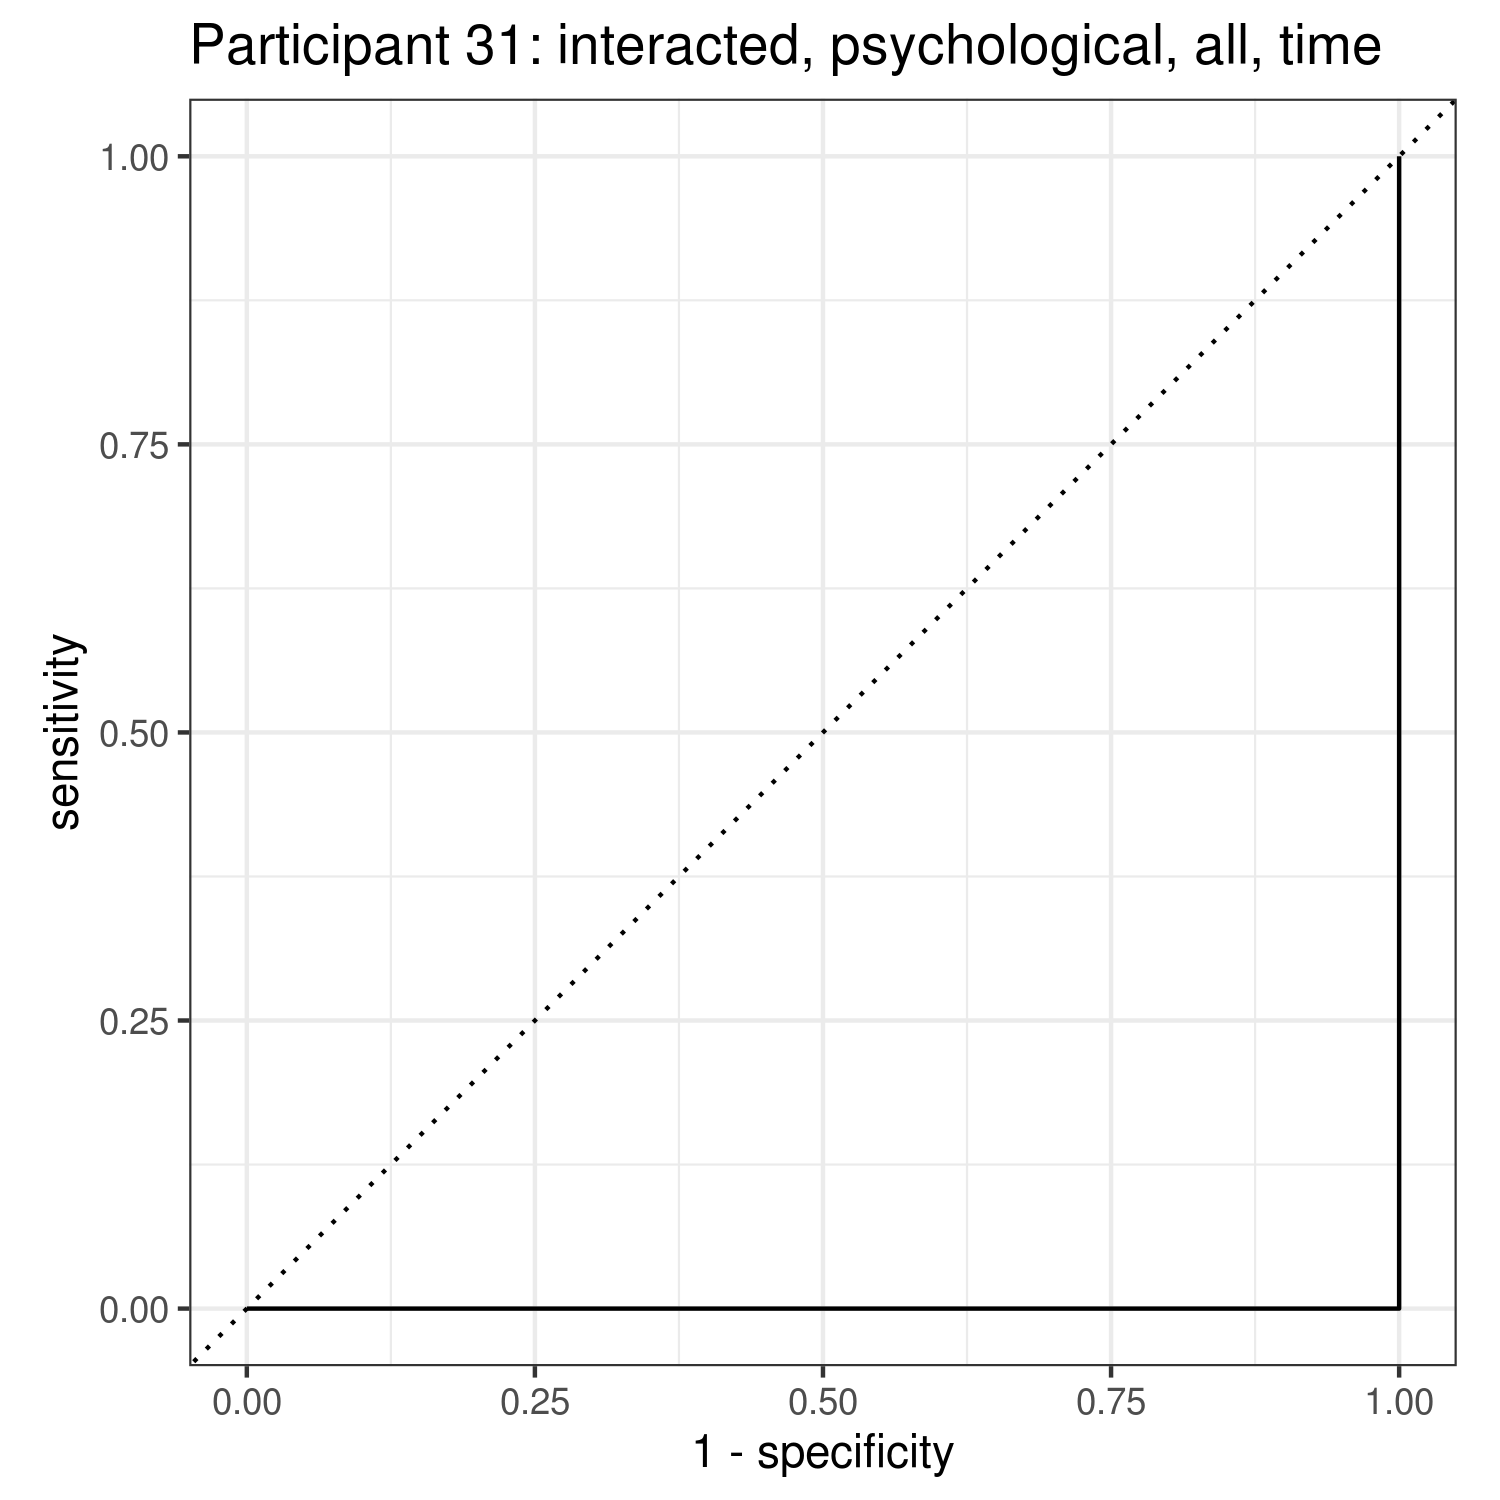 Participant 31: interacted, psychological, all, time
1.00
0.75
0.50
0.25
0.00
sensitivity
0.00 0.25 0.50 0.75 1.00
1 - specificity